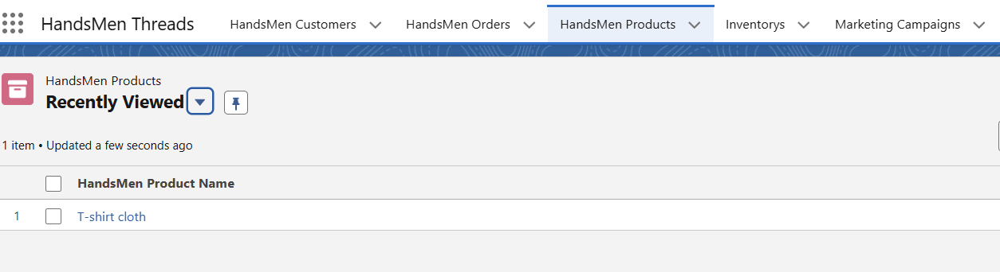 HandsMen Threads HandsMen Customers HandsMen Orders HandsMen Products Inventorys Marketing Campaigns
HandsMen Products
Recently Viewed
1 item • Updated a few seconds ago
HandsMen Product Name
1 T-shirt cloth